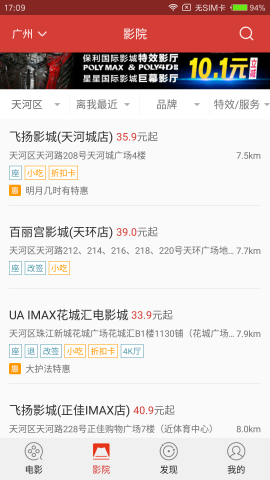 17:09 无SIM卡 94%
广州 影院
保利国际影城特效影厅
POLY MAX & POLY4DE
星星国际影城巨幕影厅
10.1元起
天河区 离我最近 品牌 特效/服务
飞扬影城(天河城店) 35.9元起
天河区天河路208号天河城广场4楼 7.5km
座 小吃 折扣卡
惠 明月几时有特惠
百丽宫影城(天环店) 39.0元起
天河区天河路212、214、216、218、220号天环广场地... 7.7km
座 改签 小吃
UA IMAX花城汇电影城 33.9元起
天河区珠江新城花城广场花城汇B1楼1130铺（花城广场... 7.9km
座 退 改签 小吃 折扣卡 4K厅
惠 大护法特惠
飞扬影城(正佳IMAX店) 40.9元起
天河区天河路228号正佳购物广场7楼（近体育中心） 8.0km
电影 影院 发现 我的